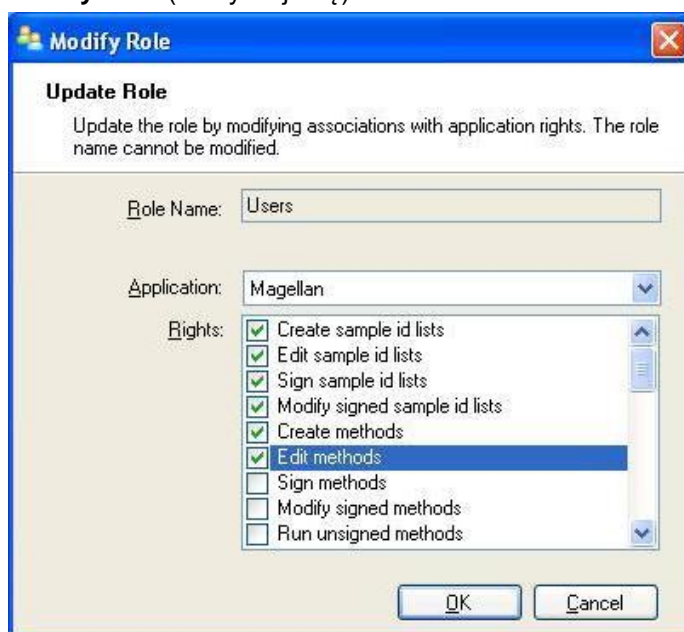 Modify Role
Update Role
Update the role by modifying associations with application rights. The role
name cannot be modified.
Role Name: Users
Application: Magellan
Rights: Create sample id lists
Edit sample id lists
Sign sample id lists
Modify signed sample id lists
Create methods
Edit methods
Sign methods
Modify signed methods
Run unsigned methods
OK Cancel